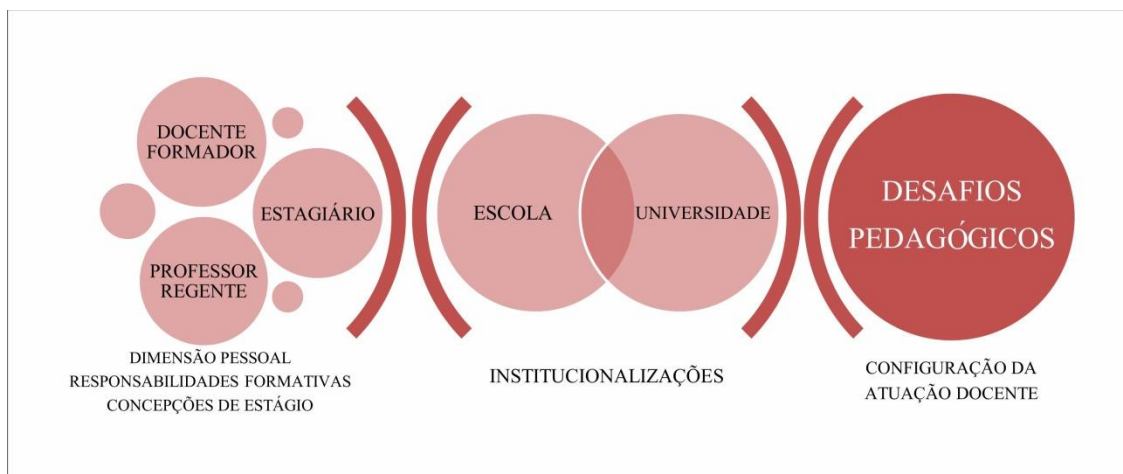 DOCENTE
FORMADOR
ESTAGIÁRIO
PROFESSOR
REGENTE
DIMENSÃO PESSOAL
RESPONSABILIDADES FORMATIVAS
CONCEPÇÕES DE ESTÁGIO
ESCOLA
UNIVERSIDADE
INSTITUCIONALIZAÇÕES
DESAFIOS
PEDAGÓGICOS
CONFIGURAÇÃO DA
ATUAÇÃO DOCENTE